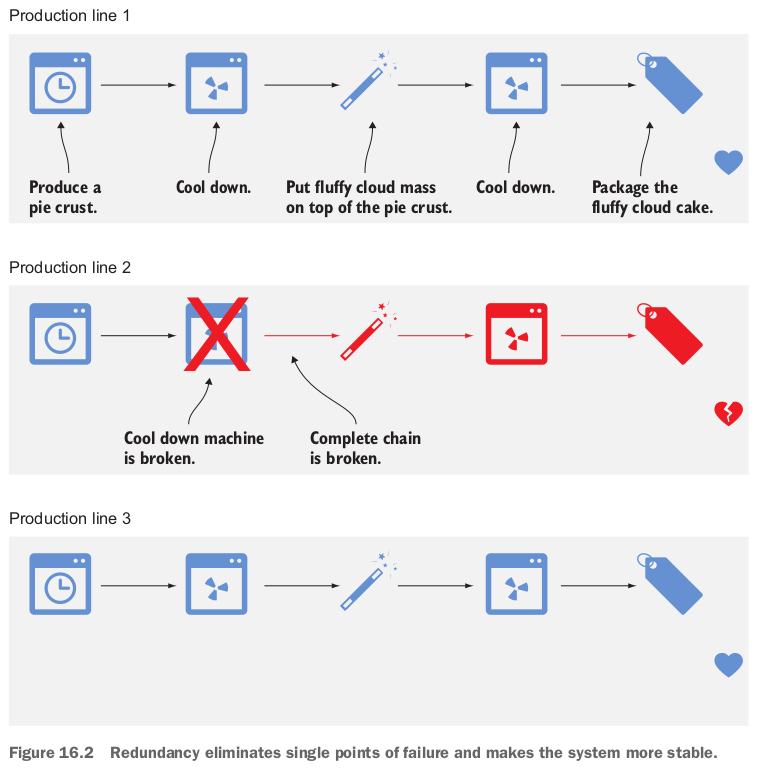 Production line 1
Produce a
pie crust.
Cool down.
Put fluffy cloud mass
on top of the pie crust.
Cool down.
Package the
fluffy cloud cake.
Production line 2
Cool down machine
is broken.
Complete chain
is broken.
Production line 3
Figure 16.2 Redundancy eliminates single points of failure and makes the system more stable.